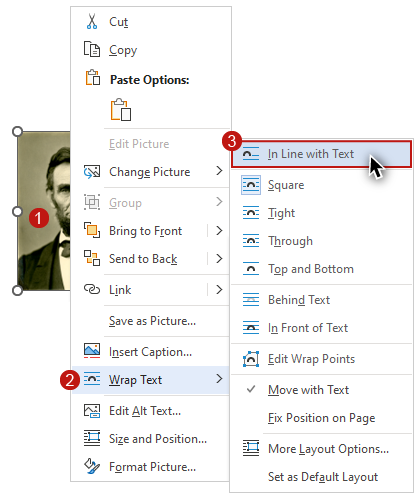 Cut
Copy
Paste Options:
Edit Picture
Change Picture
Group
Bring to Front
Send to Back
Link
Save as Picture...
Insert Caption...
2 Wrap Text
Edit Alt Text...
Size and Position...
Format Picture...
1
3
In Line with Text
Square
Tight
Through
Top and Bottom
Behind Text
In Front of Text
Edit Wrap Points
Move with Text
Fix Position on Page
More Layout Options...
Set as Default Layout